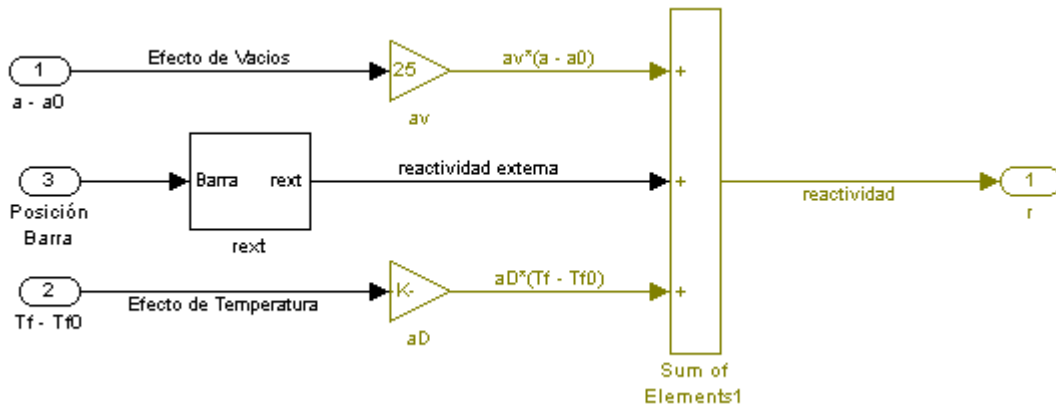 Efecto de Vacios
av*(a - a0)
1
25
+
a - a0
av
reactividad externa
3
Barra
rext
+
1
reactividad
Posición
Barra
rext
r
aD*(Tf - Tf0)
2
K-
+
Efecto de Temperatura
Tf - Tf0
aD
Sum of
Elements1